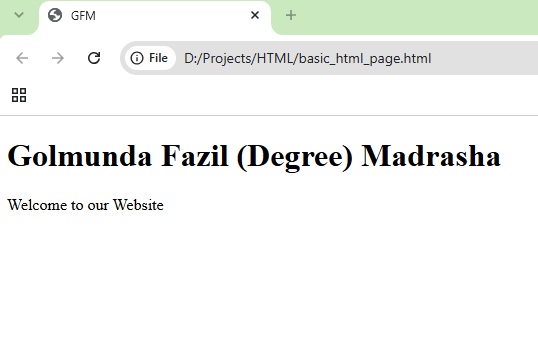 GFM
File D:/Projects/HTML/basic_html_page.html
Golmunda Fazil (Degree) Madrasha
Welcome to our Website